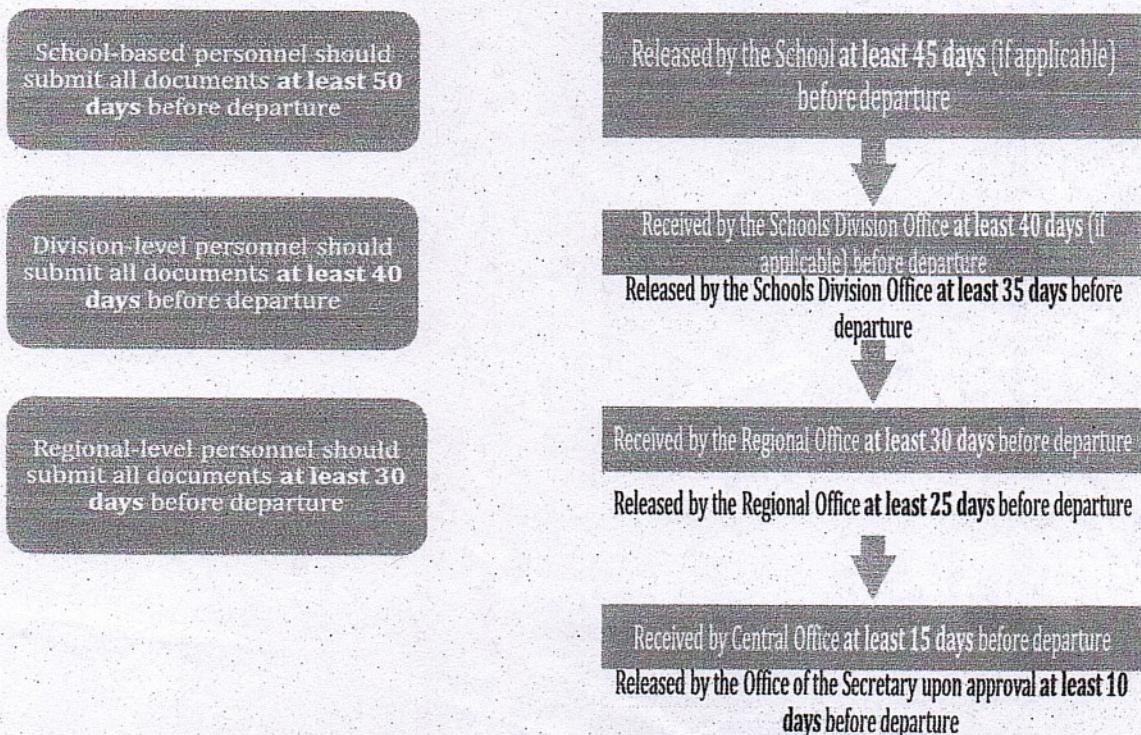 School-based personnel should
submit all documents at least 50
days before departure
Division-level personnel should
submit all documents at least 40
days before departure
Regional-level personnel should
submit all documents at least 30
days before departure
Released by the School at least 45 days (if applicable)
before departure
Received by the Schools Division Office at least 40 days (if
applicable) before departure
Released by the Schools Division Office at least 35 days before
departure
Received by the Regional Office at least 30 days before departure
Released by the Regional Office at least 25 days before departure
Received by Central Office at least 15 days before departure
Released by the Office of the Secretary upon approval at least 10
days before departure